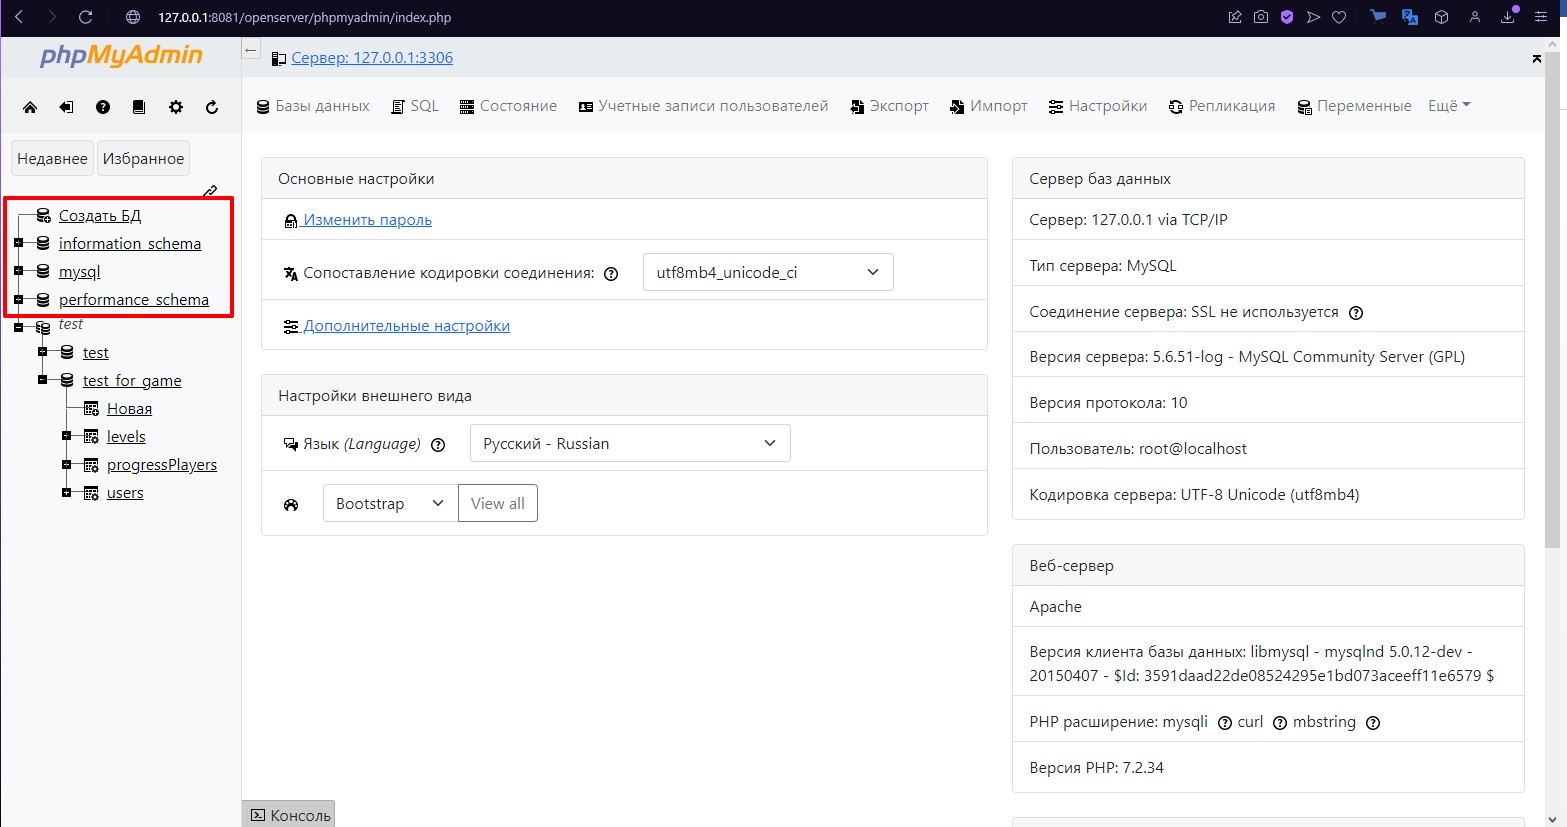 127.0.0.1:8081/openserver/phpmyadmin/index.php
phpMyAdmin
Недавнее Избранное
Создать БД
information_schema
mysql
performance_schema
test
test
test_for_game
Новая
levels
progressPlayers
users
Сервер: 127.0.0.1:3306
Базы данных SQL Состояние Учетные записи пользователей Экспорт Импорт Настройки Репликация Переменные Ещё
Основные настройки
Изменить пароль
Сопоставление кодировки соединения: utf8mb4_unicode_ci
Дополнительные настройки
Настройки внешнего вида
Язык (Language) Русский - Russian
Bootstrap View all
Сервер баз данных
Сервер: 127.0.0.1 via TCP/IP
Тип сервера: MySQL
Соединение сервера: SSL не используется
Версия сервера: 5.6.51-log - MySQL Community Server (GPL)
Версия протокола: 10
Пользователь: root@localhost
Кодировка сервера: UTF-8 Unicode (utf8mb4)
Веб-сервер
Apache
Версия клиента базы данных: libmysql - mysqlnd 5.0.12-dev -
20150407 - $Id: 3591daad22de08524295e1bd073aceeff11e6579 $
PHP расширение: mysqli curl mbstring
Версия PHP: 7.2.34
Консоль